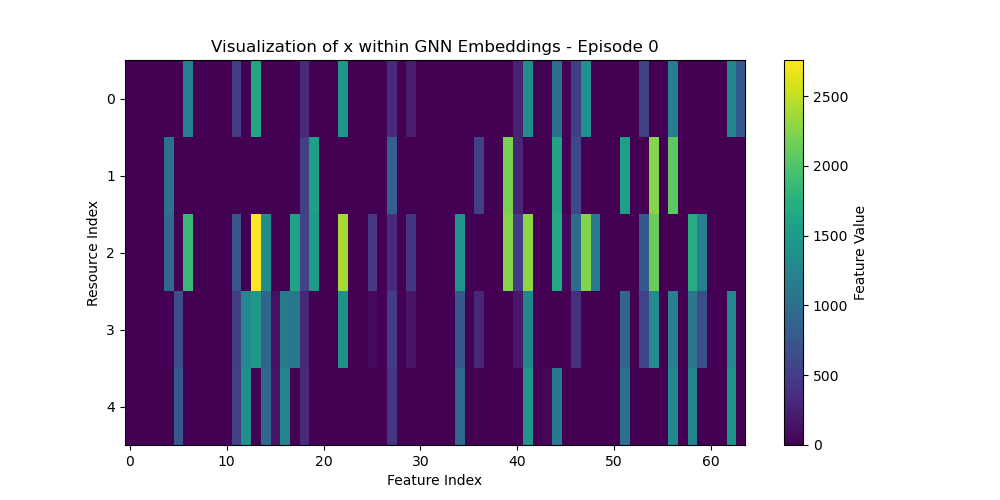 Visualization of x within GNN Embeddings - Episode 0
Resource Index
0
1
2
3
4
0 10 20 30 40 50 60
Feature Index
2500
2000
1500
1000
500
0
Feature Value